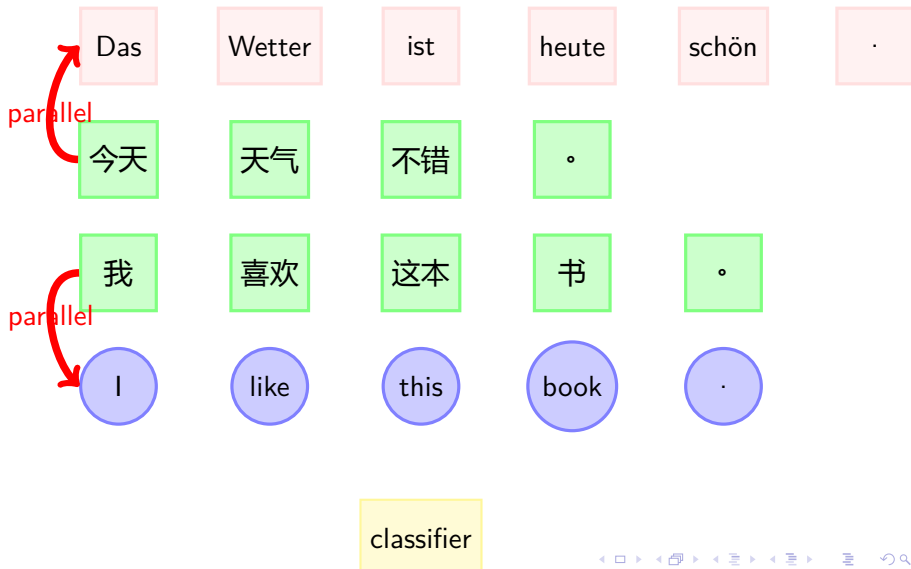 Das Wetter ist heute schön .
parallel
今天 天气 不错 。
我 喜欢 这本 书 。
parallel
I like this book .
classifier